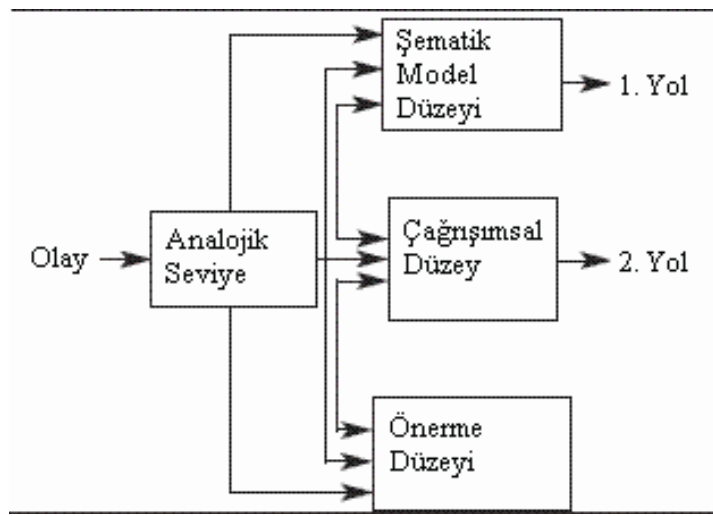 Şematik
Model
Düzeyi
1. Yol
Olay
Analojik
Seviye
Çağrışımsal
Düzey
2. Yol
Önerme
Düzeyi